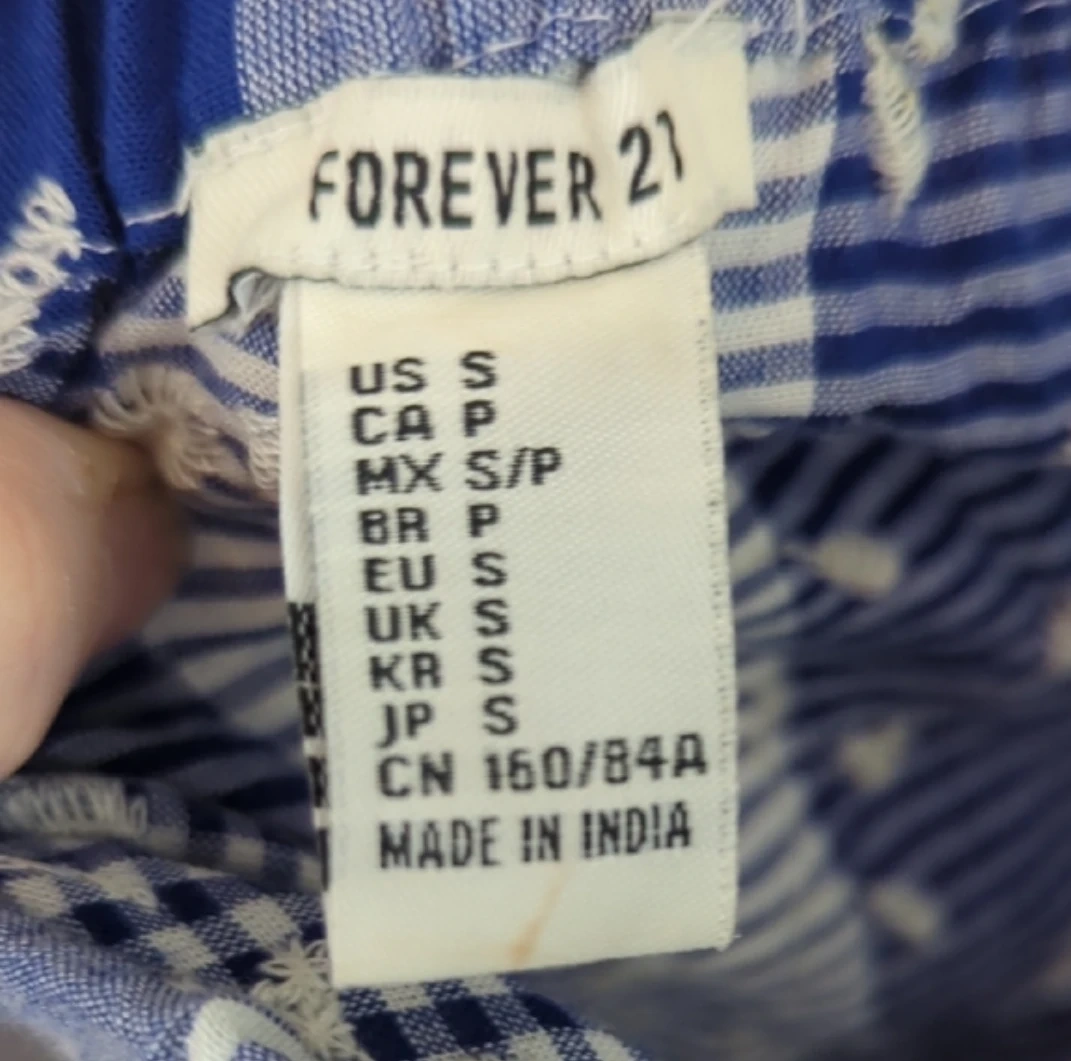 FOREVER 21
US S
CA P
MX S/P
BR P
EU S
UK S
KR S
JP S
CN 160/84A
MADE IN INDIA